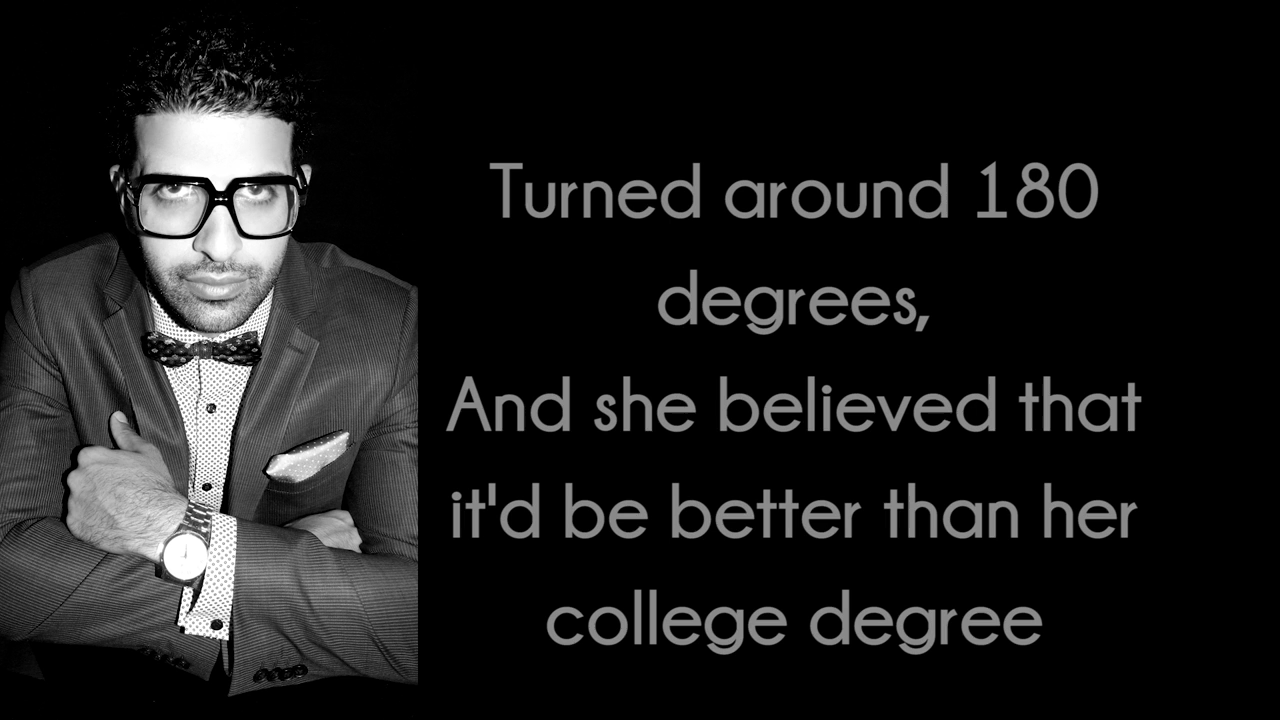 Turned around 180
degrees,
And she believed that
it'd be better than her
college degree